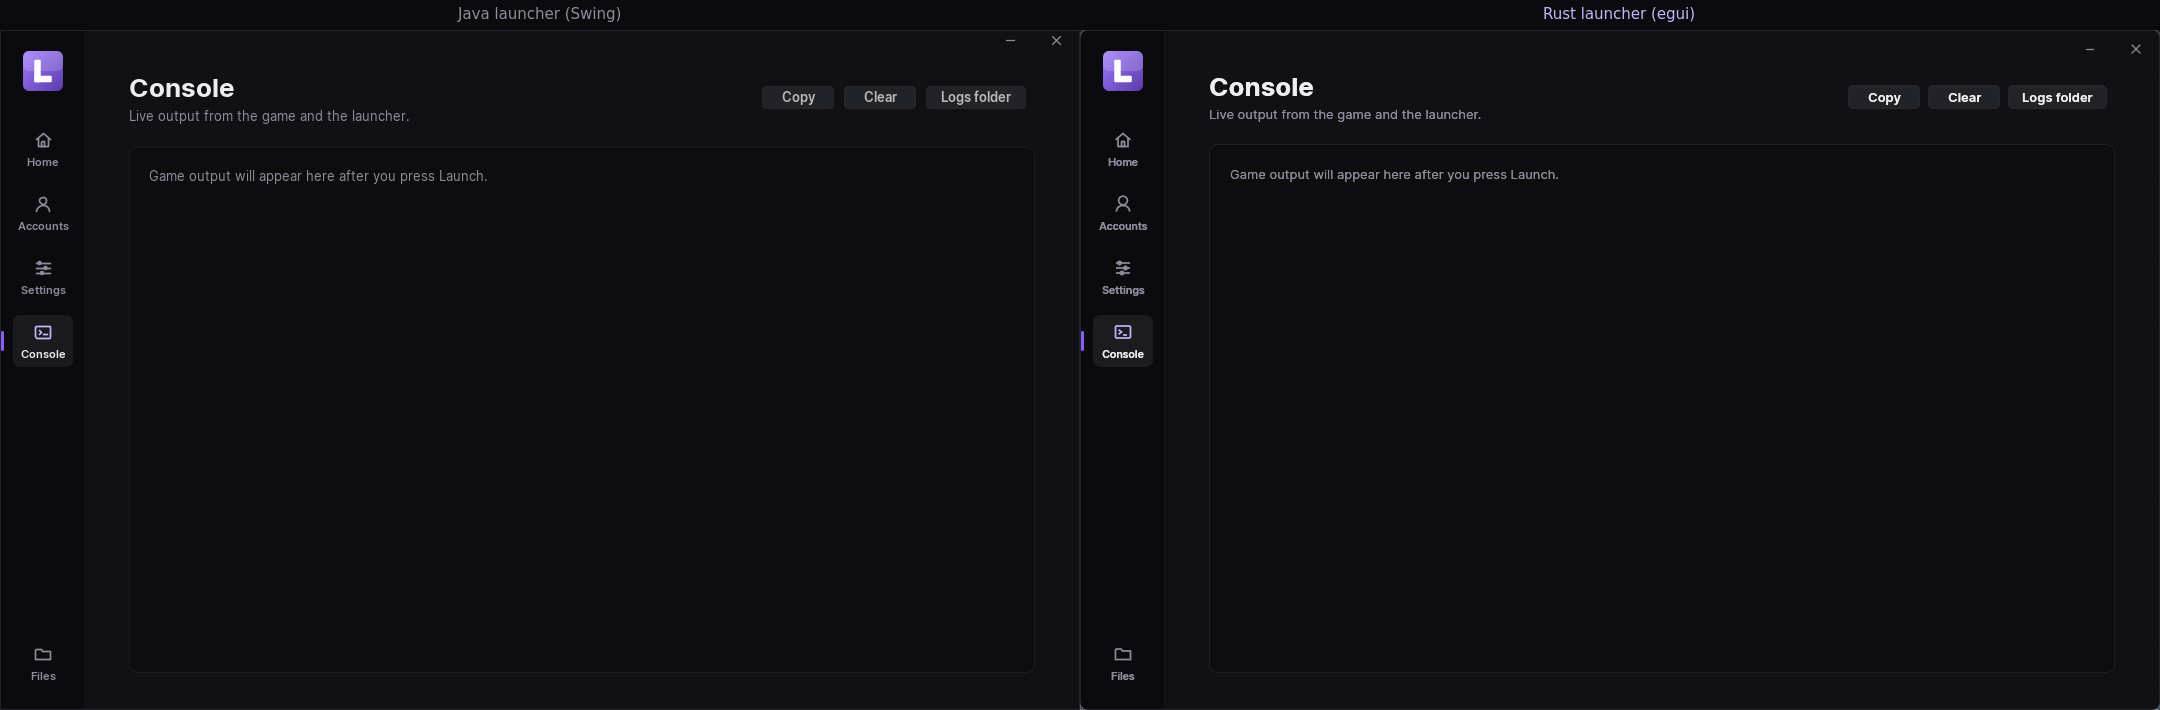 Java launcher (Swing)
L
Home
Accounts
Settings
Console
Files
Console
Live output from the game and the launcher.
Copy
Clear
Logs folder
Game output will appear here after you press Launch.
Rust launcher (egui)
L
Home
Accounts
Settings
Console
Files
Console
Live output from the game and the launcher.
Copy
Clear
Logs folder
Game output will appear here after you press Launch.